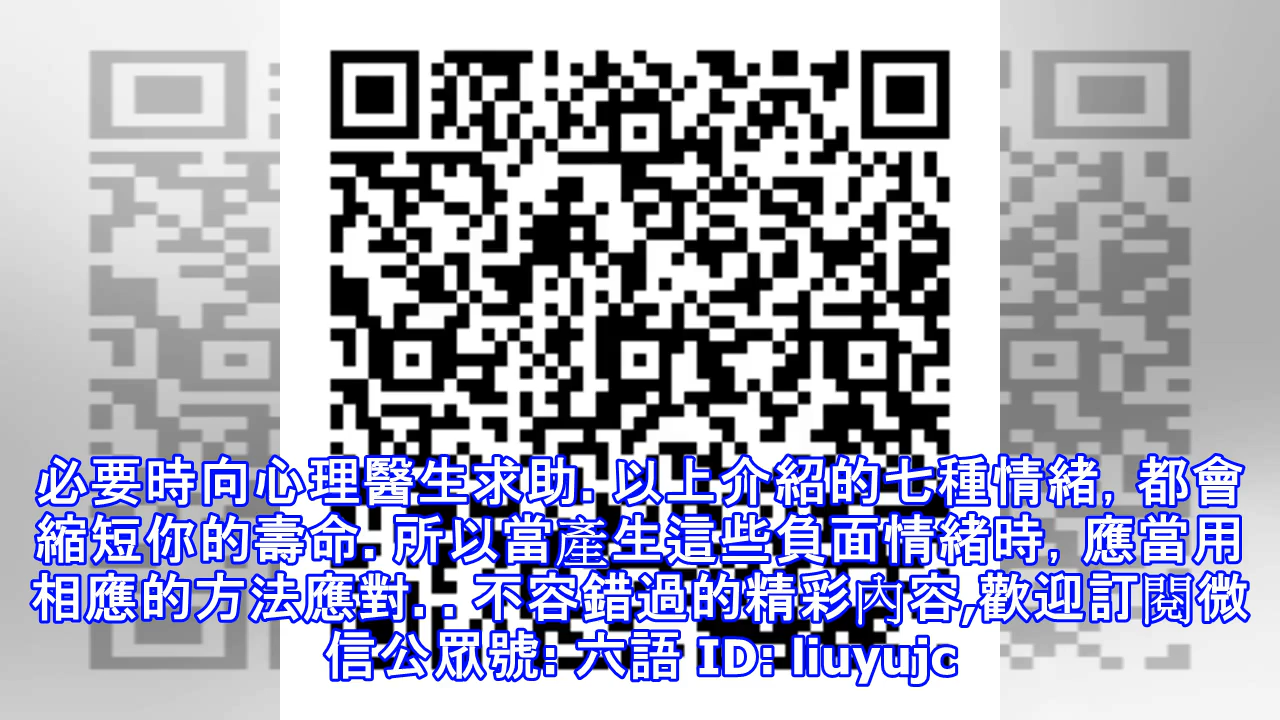 必要時向心理醫生求助. 以上介紹的七種情緒, 都會
縮短你的壽命. 所以當產生這些負面情緒時, 應當用
相應的方法應對. . 不容錯過的精彩內容,歡迎訂閱微
信公眾號: 六語 ID: liuyujc